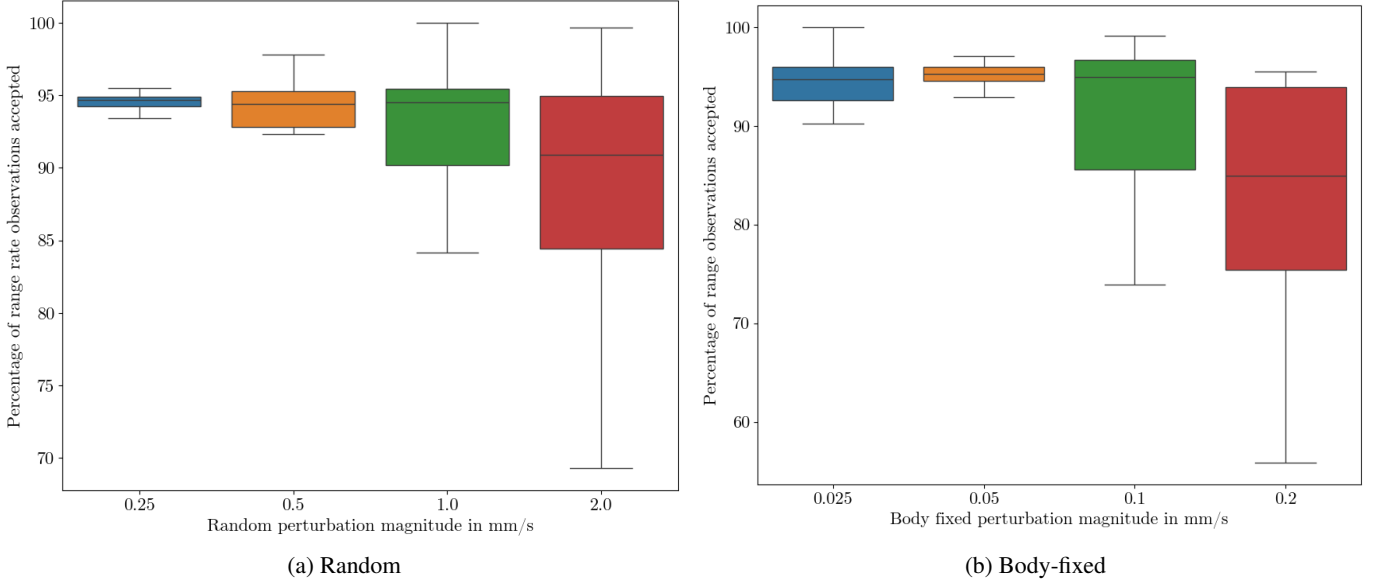 Percentage of range rate observations accepted
100
95
90
85
80
75
70
0.25 0.5 1.0 2.0
Random perturbation magnitude in mm/s
(a) Random
Percentage of range observations accepted
100
90
80
70
60
0.025 0.05 0.1 0.2
Body fixed perturbation magnitude in mm/s
(b) Body-fixed